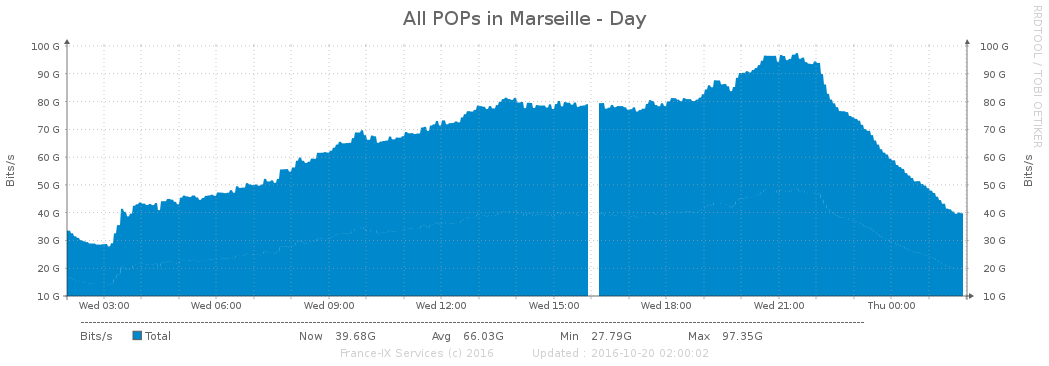 All POPs in Marseille - Day
RRDTOOL / TOBI OETIKER
100 G 100 G
90 G 90 G
80 G 80 G
70 G 70 G
60 G 60 G
50 G 50 G
40 G 40 G
30 G 30 G
20 G 20 G
10 G 10 G
Bits/s
Bits/s
Wed 03:00 Wed 06:00 Wed 09:00 Wed 12:00 Wed 15:00 Wed 18:00 Wed 21:00 Thu 00:00
Bits/s Total Now 39.68G Avg 66.03G Min 27.79G Max 97.35G
France-IX Services (c) 2016 Updated : 2016-10-20 02:00:02